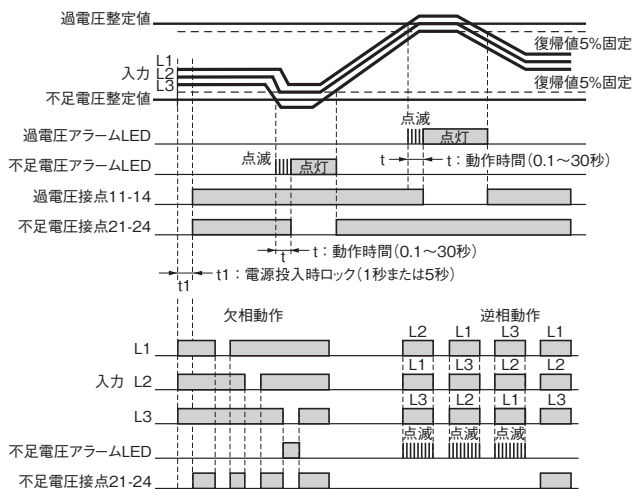 過電圧整定値
復帰値5%固定
L1
入力 L2
L3
復帰値5%固定
不足電圧整定値
点滅
過電圧アラームLED
点灯
t
t：動作時間（0.1～30秒）
点滅
点灯
不足電圧アラームLED
過電圧接点11-14
不足電圧接点21-24
t
t：動作時間（0.1～30秒）
t1
t1：電源投入時ロック（1秒または5秒）
欠相動作
逆相動作
L1
L2 L1 L3 L1
入力 L2
L1 L3 L2 L2
L3
L3 L2 L1 L3
点滅 点滅 点滅
不足電圧アラームLED
不足電圧接点21-24